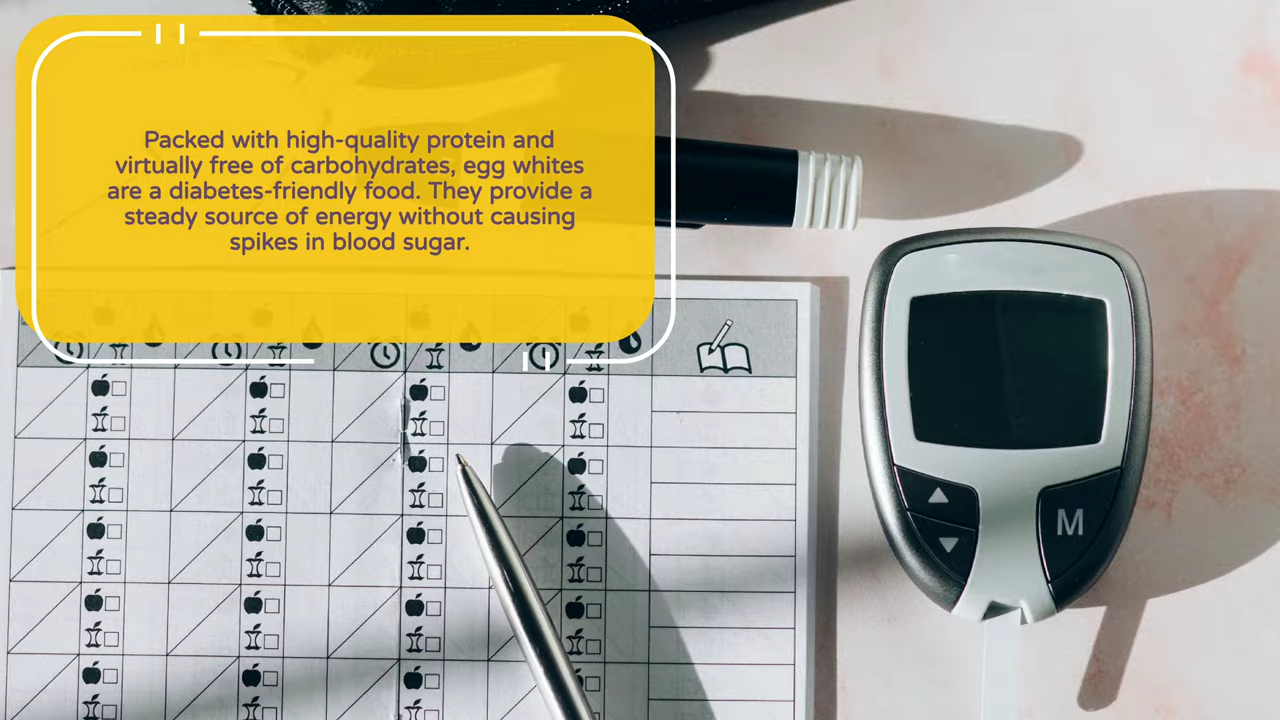 Packed with high-quality protein and
virtually free of carbohydrates, egg whites
are a diabetes-friendly food. They provide a
steady source of energy without causing
spikes in blood sugar.
M